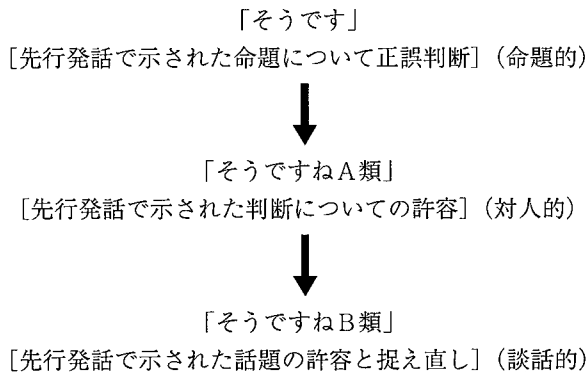 「そうです」
［先行発話で示された命題について正誤判断］（命題的）
「そうですねＡ類」
［先行発話で示された判断についての許容］（対人的）
「そうですねＢ類」
［先行発話で示された話題の許容と捉え直し］（談話的）